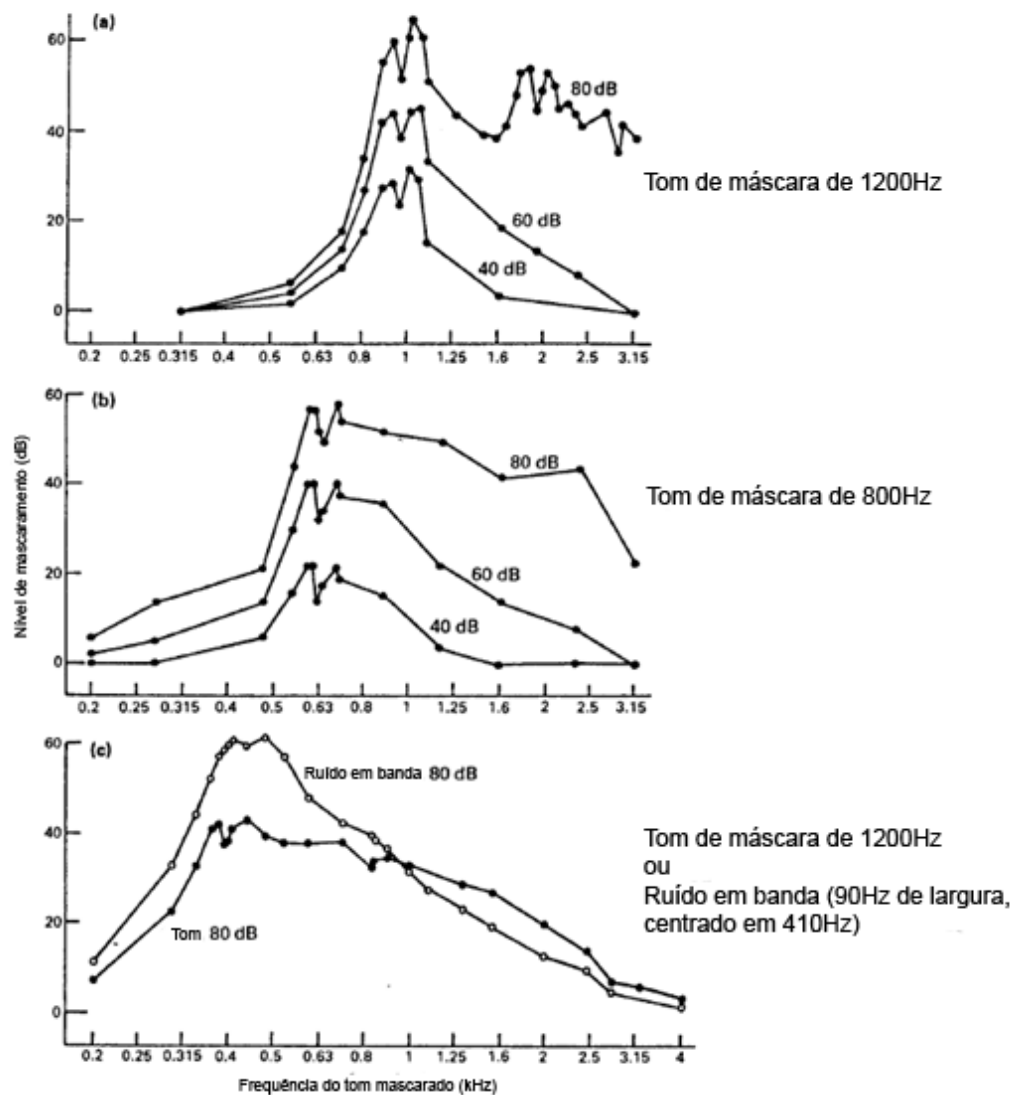 (a)
60
40
20
0
80 dB
60 dB
40 dB
Tom de máscara de 1200Hz
0.2 0.25 0.315 0.4 0.5 0.63 0.8 1 1.25 1.6 2 2.5 3.15
Nível de mascaramento (dB)
(b)
60
40
20
0
80 dB
60 dB
40 dB
Tom de máscara de 800Hz
0.2 0.25 0.315 0.4 0.5 0.63 0.8 1 1.25 1.6 2 2.5 3.15
(c)
60
40
20
0
Ruído em banda 80 dB
Tom 80 dB
Tom de máscara de 1200Hz
ou
Ruído em banda (90Hz de largura,
centrado em 410Hz)
0.2 0.25 0.315 0.4 0.5 0.63 0.8 1 1.25 1.6 2 2.5 3.15 4
Frequência do tom mascarado (kHz)